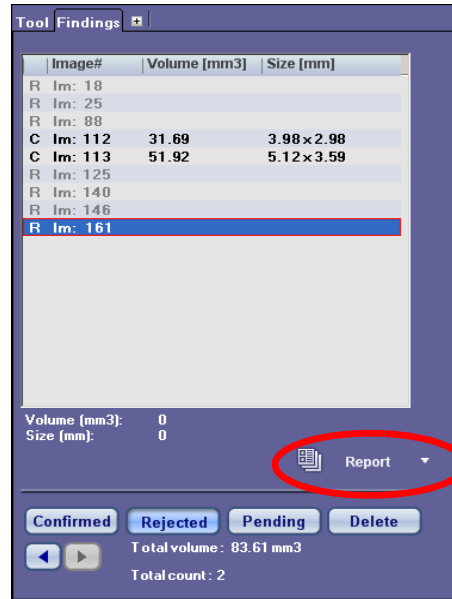 Tool Findings
Image# Volume [mm3] Size [mm]
R Im: 18
R Im: 25
R Im: 88
C Im: 112 31.69 3.98×2.98
C Im: 113 51.92 5.12×3.59
R Im: 125
R Im: 140
R Im: 146
R Im: 161
Volume (mm3): 0
Size (mm): 0
Report
Confirmed Rejected Pending Delete
Total volume: 83.61 mm3
Total count: 2